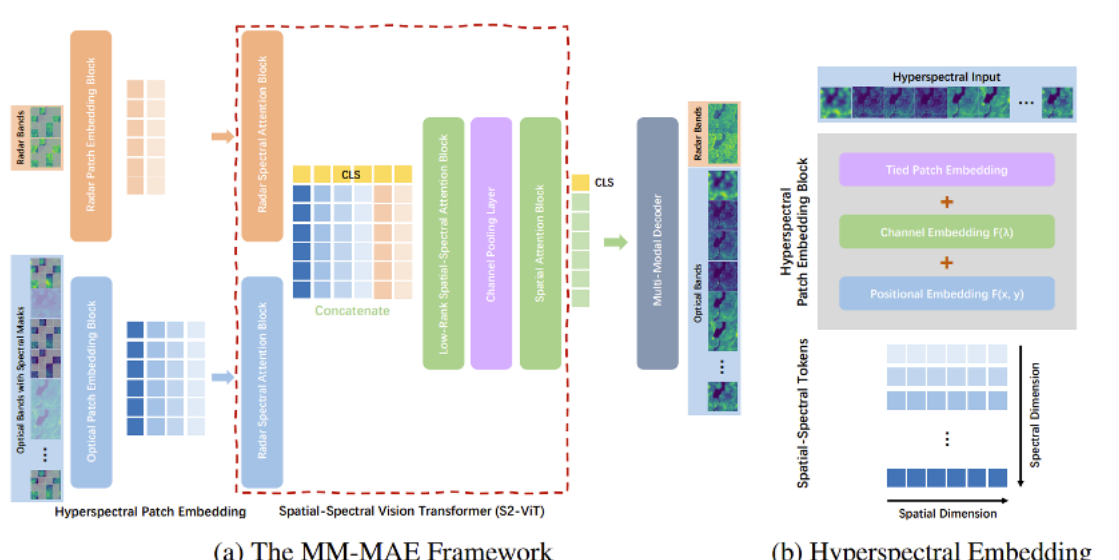 Radar Bands
Radar Patch Embedding Block
Radar Spectral Attention Block
Optical Bands with Spectral Masks
...
Optical Patch Embedding Block
Radar Spectral Attention Block
CLS
Concatenate
Low-Rank Spatial-Spectral Attention Block
Channel Pooling Layer
Spatial Attention Block
CLS
Multi-Modal Decoder
Radar Bands
Optical Bands
...
Hyperspectral Patch Embedding
Spatial-Spectral Vision Transformer (S2-ViT)
(a) The MM-MAE Framework
Hyperspectral Input
...
Hyperspectral
Patch Embedding Block
Tied Patch Embedding
+
Channel Embedding F(λ)
+
Positional Embedding F(x, y)
Spatial-Spectral Tokens
...
Spectral Dimension
Spatial Dimension
(b) Hyperspectral Embedding